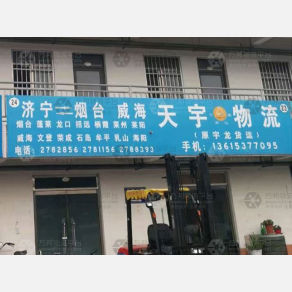 24
济宁二烟台 威海
天宇 物流
23
烟台 蓬莱 龙口 招远 栖霞 莱州 莱阳
威海 文登 荣成 石岛 牟平 乳山 海阳
(原宇龙货运)
电话:2782856 2781156 2788393
手机:13615377095